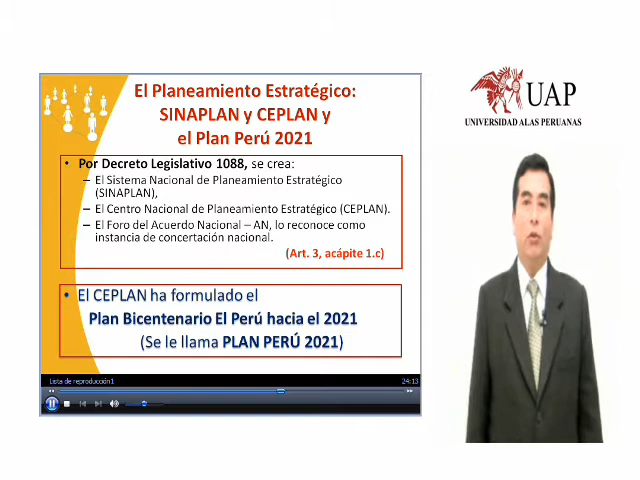 El Planeamiento Estratégico:
SINAPLAN y CEPLAN y
el Plan Perú 2021
• Por Decreto Legislativo 1088, se crea:
– El Sistema Nacional de Planeamiento Estratégico
(SINAPLAN),
– El Centro Nacional de Planeamiento Estratégico (CEPLAN).
– El Foro del Acuerdo Nacional – AN, lo reconoce como
instancia de concertación nacional.
(Art. 3, acápite 1.c)
• El CEPLAN ha formulado el
Plan Bicentenario El Perú hacia el 2021
(Se le llama PLAN PERÚ 2021)
Lista de reproducción1
24:13
UAP
UNIVERSIDAD ALAS PERUANAS